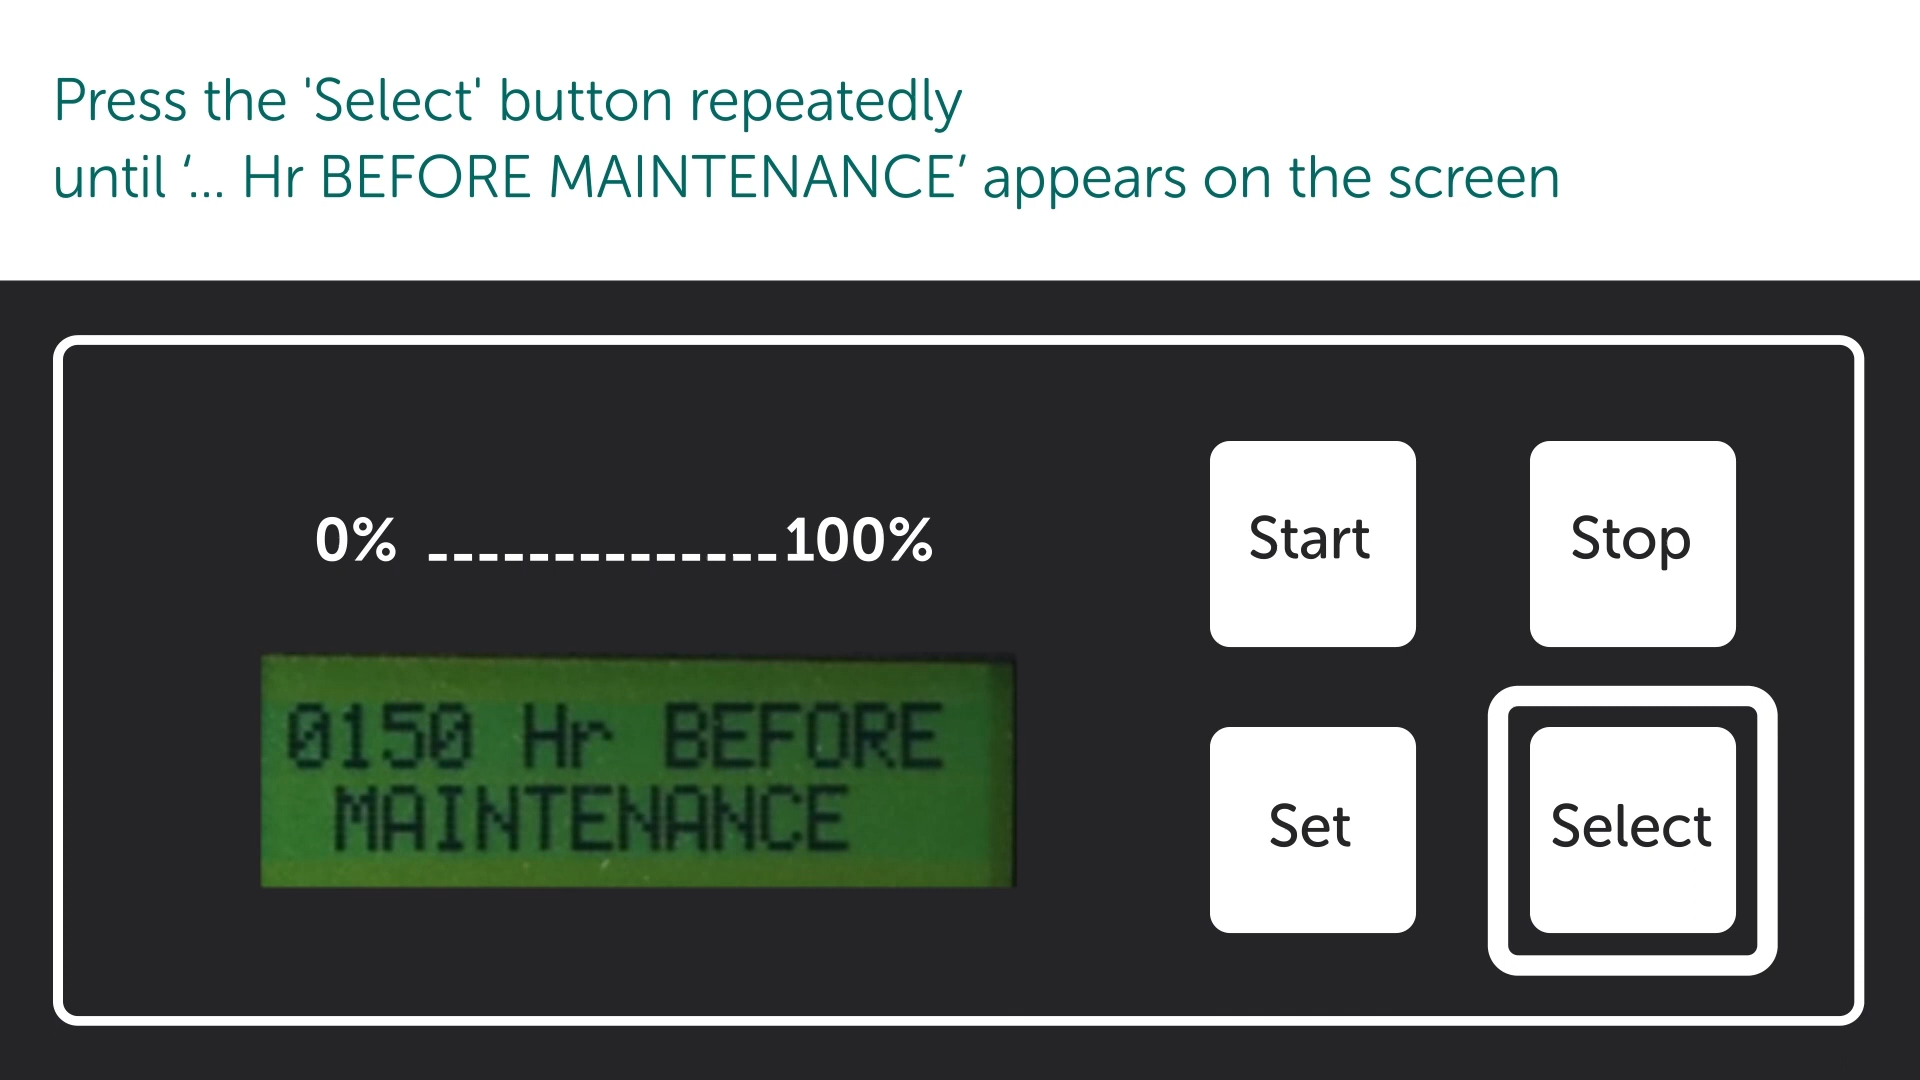 Press the 'Select' button repeatedly
until ‘... Hr BEFORE MAINTENANCE’ appears on the screen
0% ______________100%
Start
Stop
0150 Hr BEFORE
MAINTENANCE
Set
Select